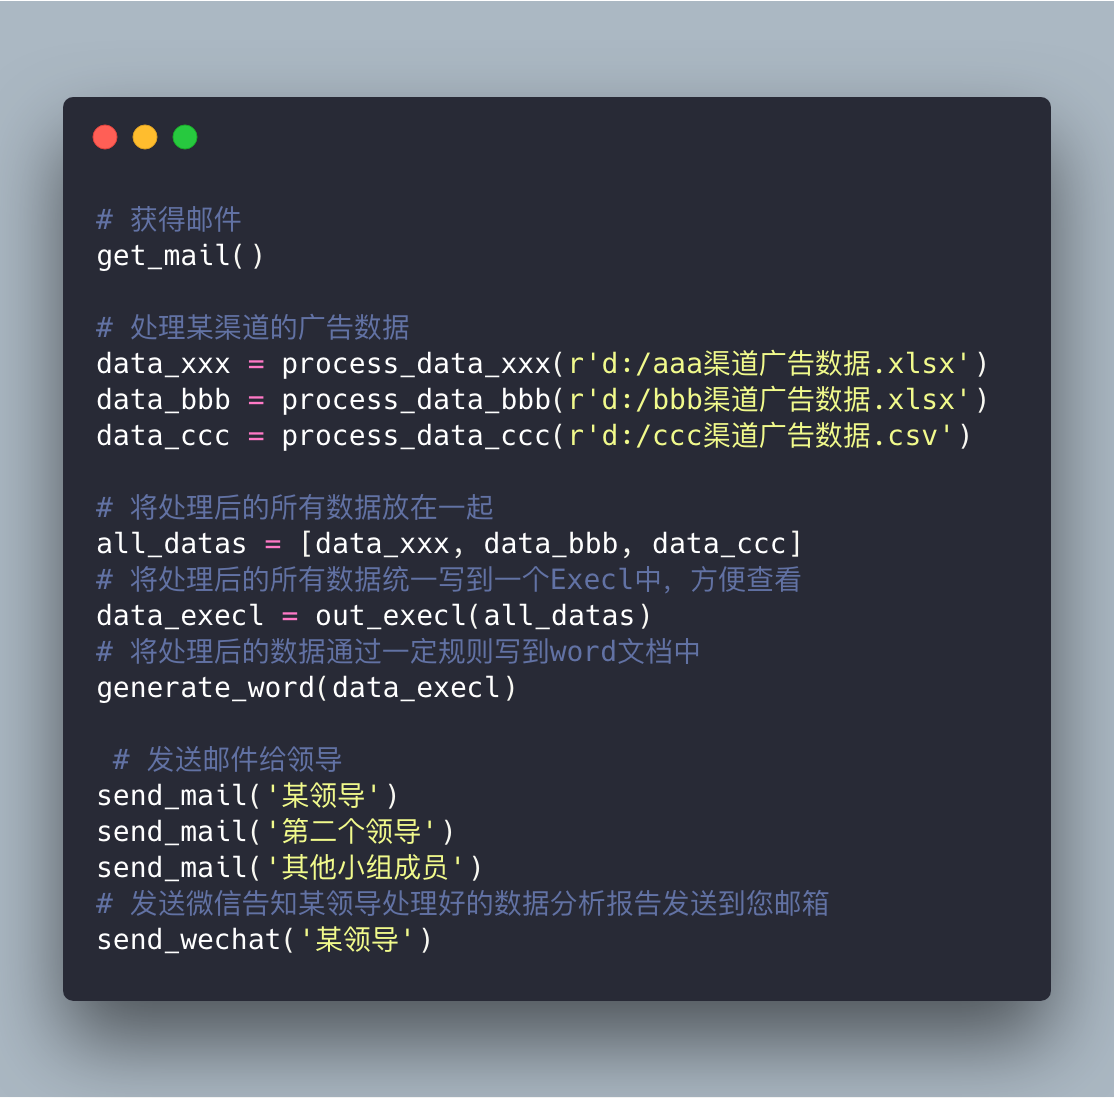 # 获得邮件
get_mail()
# 处理某渠道的广告数据
data_xxx = process_data_xxx(r'd:/aaa渠道广告数据.xlsx')
data_bbb = process_data_bbb(r'd:/bbb渠道广告数据.xlsx')
data_ccc = process_data_ccc(r'd:/ccc渠道广告数据.csv')
# 将处理后的所有数据放在一起
all_datas = [data_xxx, data_bbb, data_ccc]
# 将处理后的所有数据统一写到一个Execl中，方便查看
data_execl = out_execl(all_datas)
# 将处理后的数据通过一定规则写到word文档中
generate_word(data_execl)
# 发送邮件给领导
send_mail('某领导')
send_mail('第二个领导')
send_mail('其他小组成员')
# 发送微信告知某领导处理好的数据分析报告发送到您邮箱
send_wechat('某领导')